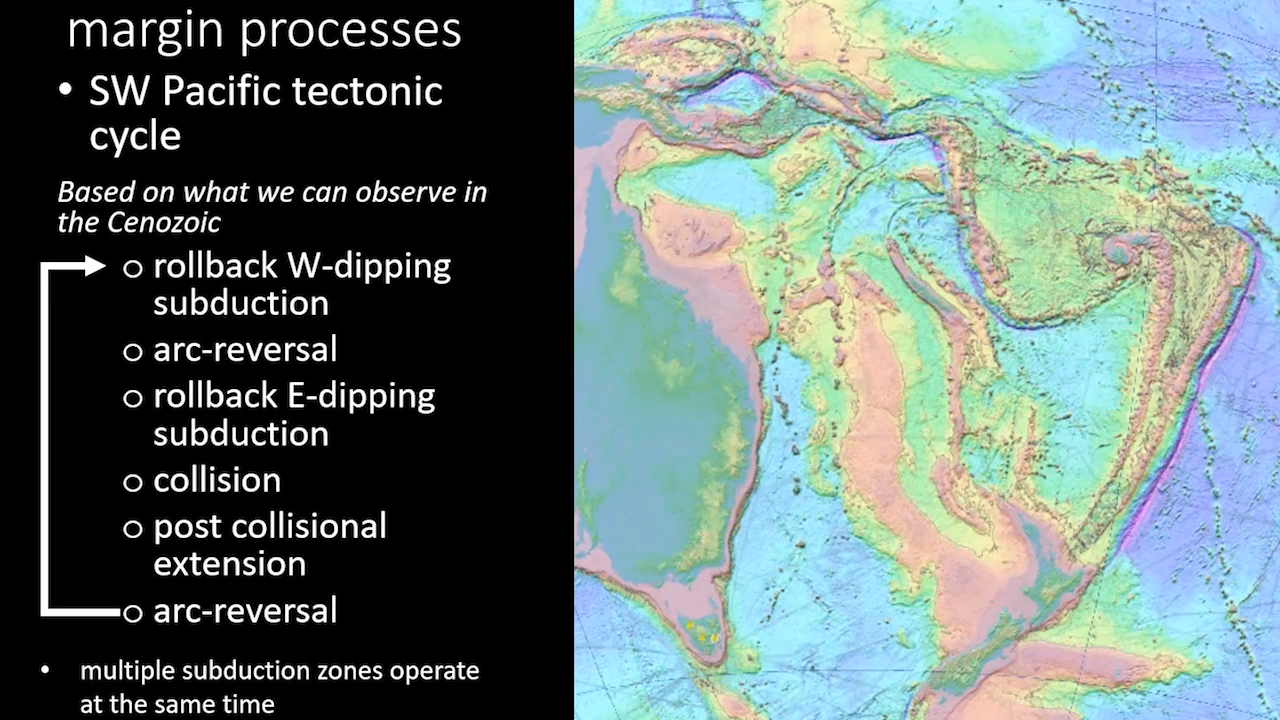 margin processes
• SW Pacific tectonic
cycle
Based on what we can observe in
the Cenozoic
o rollback W-dipping
subduction
o arc-reversal
o rollback E-dipping
subduction
o collision
o post collisional
extension
o arc-reversal
• multiple subduction zones operate
at the same time